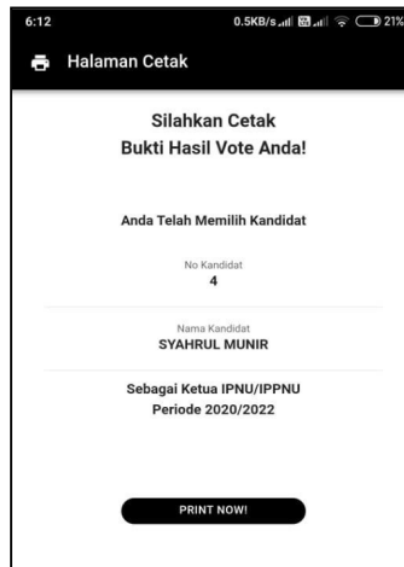 6:12 0.5KB/s 21%
Halaman Cetak
Silahkan Cetak
Bukti Hasil Vote Anda!
Anda Telah Memilih Kandidat
No Kandidat
4
Nama Kandidat
SYAHRUL MUNIR
Sebagai Ketua IPNU/IPPNU
Periode 2020/2022
PRINT NOW!